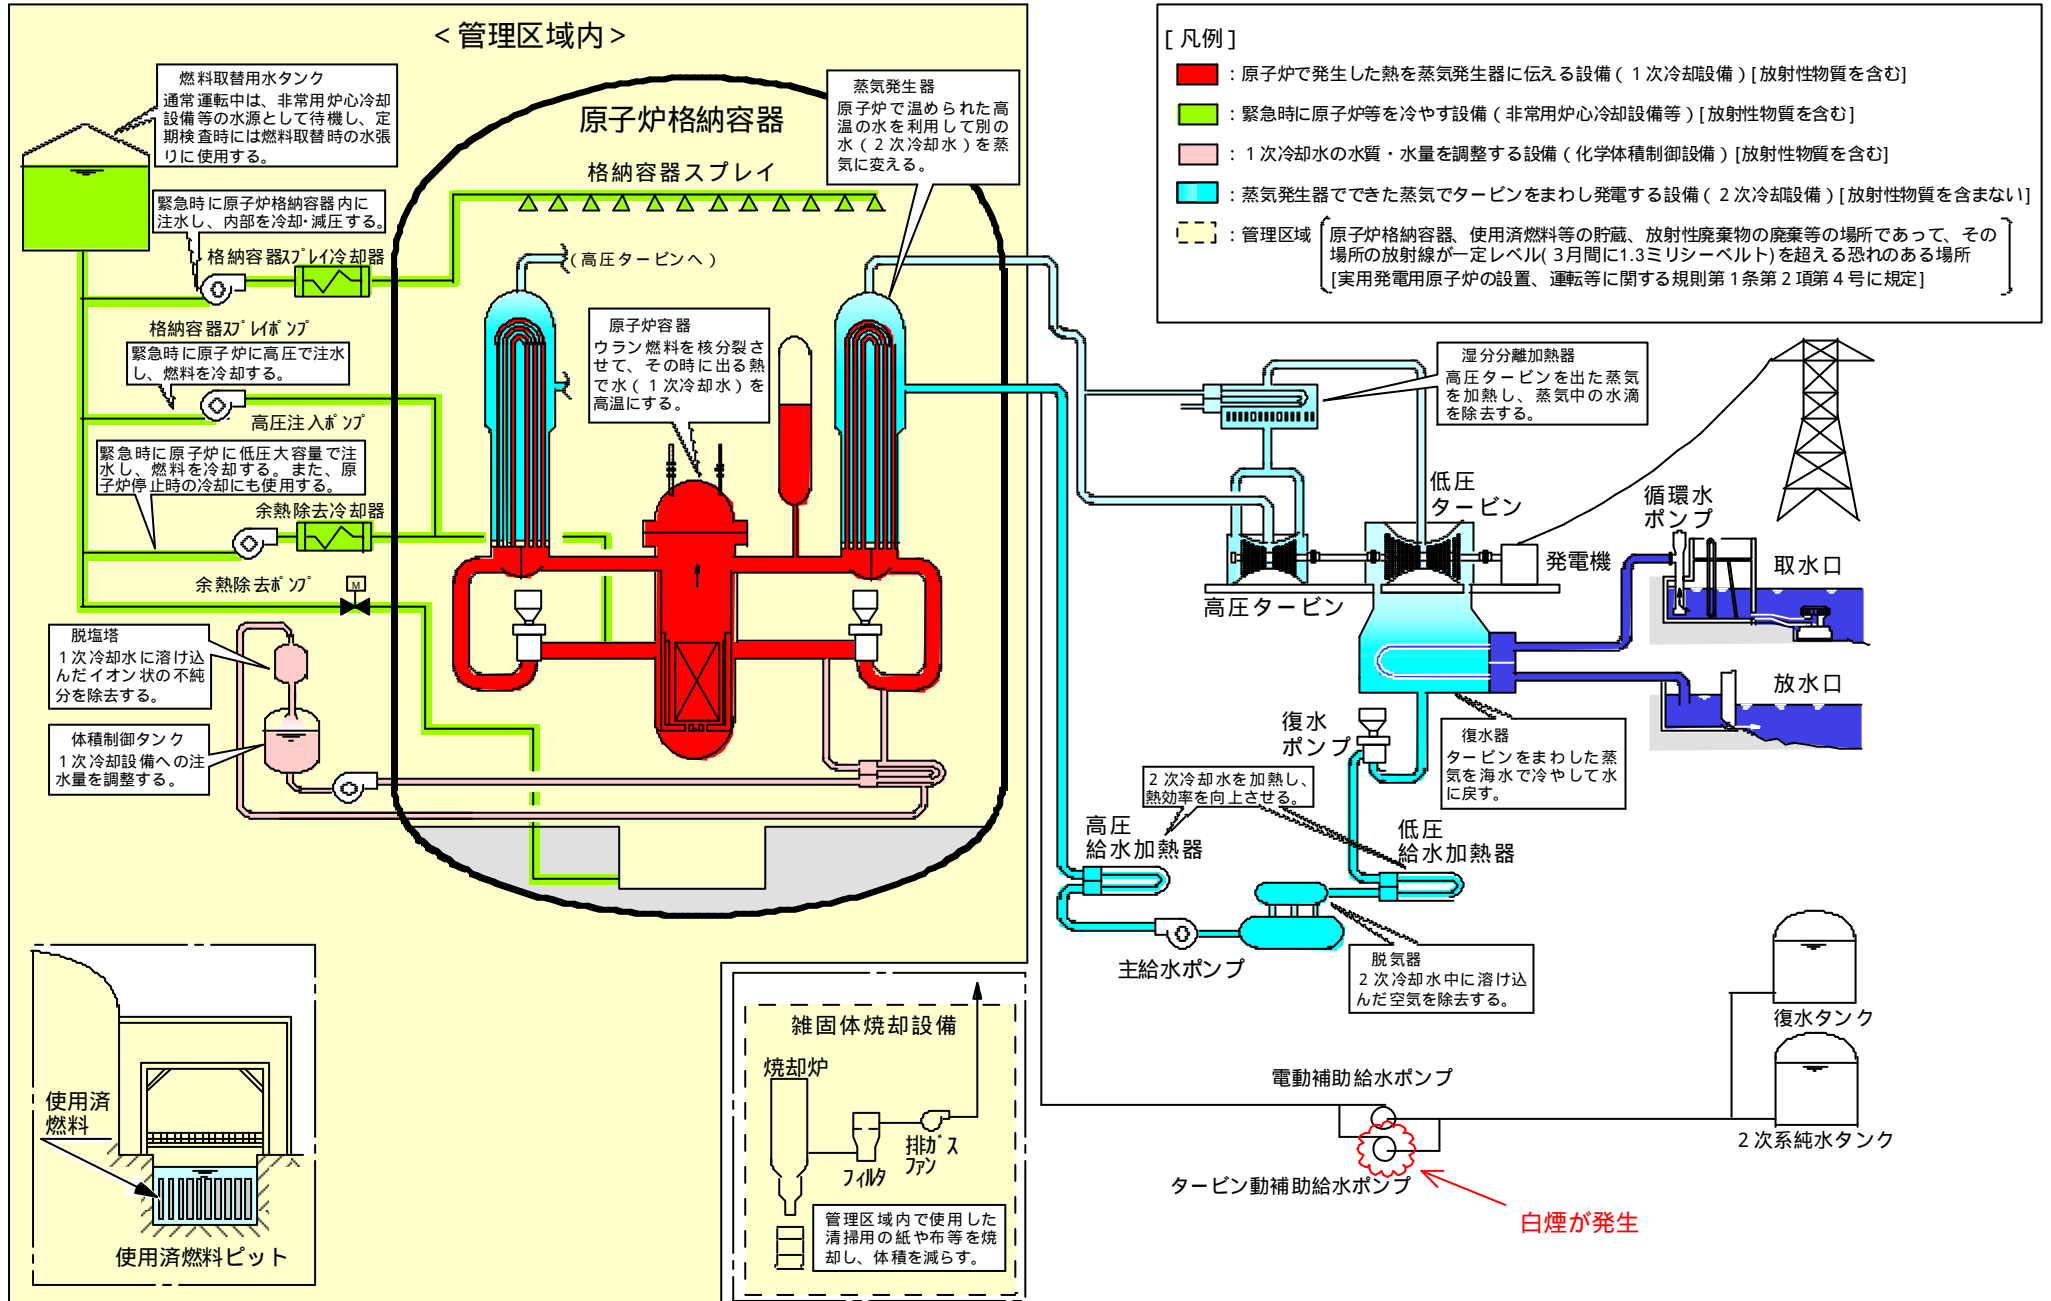 ＜管理区域内＞
燃料取替用水タンク
通常運転中は、非常用炉心冷却
設備等の水源として待機し、定
期検査時には燃料取替時の水張
りに使用する。
緊急時に原子炉格納容器内に
注水し、内部を冷却･減圧する。
格納容器ｽﾌﾟﾚｲ冷却器
格納容器ｽﾌﾟﾚｲﾎﾟﾝﾌﾟ
緊急時に原子炉に高圧で注水
し、燃料を冷却する。
高圧注入ﾎﾟﾝﾌﾟ
緊急時に原子炉に低圧大容量で注
水し、燃料を冷却する。また、原
子炉停止時の冷却にも使用する。
余熱除去冷却器
余熱除去ﾎﾟﾝﾌﾟ
M
脱塩塔
１次冷却水に溶け込
んだイオン状の不純
分を除去する。
体積制御タンク
１次冷却設備への注
水量を調整する。
原子炉格納容器
格納容器スプレイ
蒸気発生器
原子炉で温められた高
温の水を利用して別の
水（２次冷却水）を蒸
気に変える。
（高圧タービンへ）
原子炉容器
ウラン燃料を核分裂さ
せて、その時に出る熱
で水（１次冷却水）を
高温にする。
[ 凡例 ]
：原子炉で発生した熱を蒸気発生器に伝える設備（１次冷却設備）[放射性物質を含む]
：緊急時に原子炉等を冷やす設備（非常用炉心冷却設備等）[放射性物質を含む]
：１次冷却水の水質・水量を調整する設備（化学体積制御設備）[放射性物質を含む]
：蒸気発生器でできた蒸気でタービンをまわし発電する設備（２次冷却設備）[放射性物質を含まない]
：管理区域
原子炉格納容器、使用済燃料等の貯蔵、放射性廃棄物の廃棄等の場所であって、その
場所の放射線が一定レベル(３月間に1.3ミリシーベルト)を超える恐れのある場所
[実用発電用原子炉の設置、運転等に関する規則第１条第２項第４号に規定]
湿分分離加熱器
高圧タービンを出た蒸気
を加熱し、蒸気中の水滴
を除去する。
低圧
タービン
高圧タービン
発電機
循環水
ポンプ
取水口
放水口
復水
ポンプ
復水器
タービンをまわした蒸
気を海水で冷やして水
に戻す。
２次冷却水を加熱し、
熱効率を向上させる。
高圧
給水加熱器
低圧
給水加熱器
主給水ポンプ
脱気器
２次冷却水中に溶け込
んだ空気を除去する。
復水タンク
２次系純水タンク
電動補助給水ポンプ
タービン動補助給水ポンプ
白煙が発生
使用済
燃料
使用済燃料ピット
雑固体焼却設備
焼却炉
ﾌｨﾙﾀ
排ｶﾞｽ
ﾌｧﾝ
管理区域内で使用した
清掃用の紙や布等を焼
却し、体積を減らす。